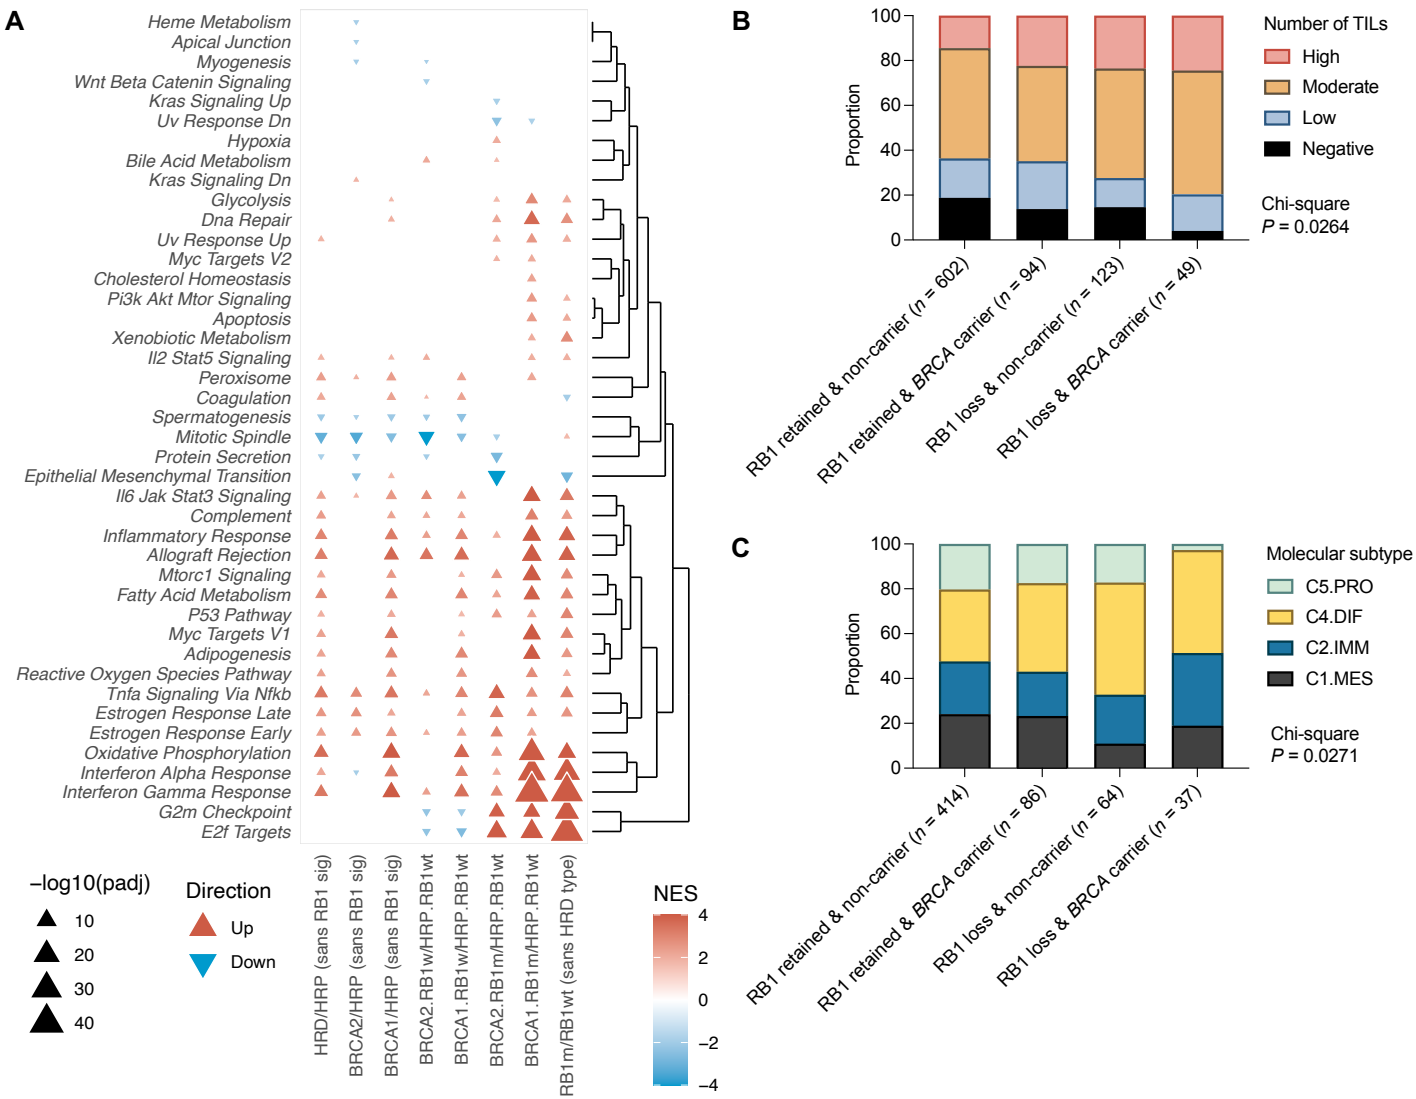 A
Heme Metabolism
Apical Junction
Myogenesis
Wnt Beta Catenin Signaling
Kras Signaling Up
Uv Response Dn
Hypoxia
Bile Acid Metabolism
Kras Signaling Dn
Glycolysis
Dna Repair
Uv Response Up
Myc Targets V2
Cholesterol Homeostasis
Pi3k Akt Mtor Signaling
Apoptosis
Xenobiotic Metabolism
Il2 Stat5 Signaling
Peroxisome
Coagulation
Spermatogenesis
Mitotic Spindle
Protein Secretion
Epithelial Mesenchymal Transition
Il6 Jak Stat3 Signaling
Complement
Inflammatory Response
Allograft Rejection
Mtorc1 Signaling
Fatty Acid Metabolism
P53 Pathway
Myc Targets V1
Adipogenesis
Reactive Oxygen Species Pathway
Tnfa Signaling Via Nfkb
Estrogen Response Late
Estrogen Response Early
Oxidative Phosphorylation
Interferon Alpha Response
Interferon Gamma Response
G2m Checkpoint
E2f Targets
HRD/HRP (sans RB1 sig)
BRCA2/HRP (sans RB1 sig)
BRCA1/HRP (sans RB1 sig)
BRCA2.RB1w/HRP.RB1wt
BRCA1.RB1w/HRP.RB1wt
BRCA2.RB1m/HRP.RB1wt
BRCA1.RB1m/HRP.RB1wt
RB1m/RB1wt (sans HRD type)
−log10(padj)
10
20
30
40
Direction
Up
Down
NES
4
2
0
−2
−4
B
Proportion
100
80
60
40
20
0
RB1 retained & non-carrier (n = 602)
RB1 retained & BRCA carrier (n = 94)
RB1 loss & non-carrier (n = 123)
RB1 loss & BRCA carrier (n = 49)
Number of TILs
High
Moderate
Low
Negative
Chi-square
P = 0.0264
C
Proportion
100
80
60
40
20
0
RB1 retained & non-carrier (n = 414)
RB1 retained & BRCA carrier (n = 86)
RB1 loss & non-carrier (n = 64)
RB1 loss & BRCA carrier (n = 37)
Molecular subtype
C5.PRO
C4.DIF
C2.IMM
C1.MES
Chi-square
P = 0.0271